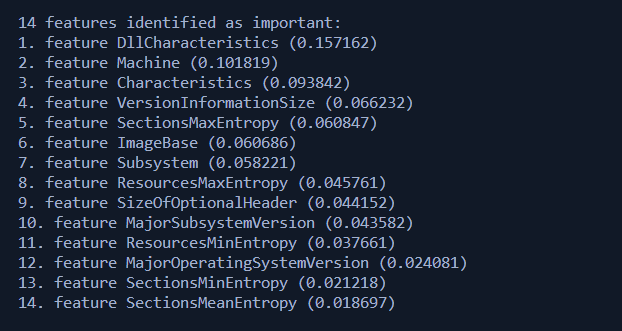 14 features identified as important:
1. feature DllCharacteristics (0.157162)
2. feature Machine (0.101819)
3. feature Characteristics (0.093842)
4. feature VersionInformationSize (0.066232)
5. feature SectionsMaxEntropy (0.060847)
6. feature ImageBase (0.060686)
7. feature Subsystem (0.058221)
8. feature ResourcesMaxEntropy (0.045761)
9. feature SizeOfOptionalHeader (0.044152)
10. feature MajorSubsystemVersion (0.043582)
11. feature ResourcesMinEntropy (0.037661)
12. feature MajorOperatingSystemVersion (0.024081)
13. feature SectionsMinEntropy (0.021218)
14. feature SectionsMeanEntropy (0.018697)